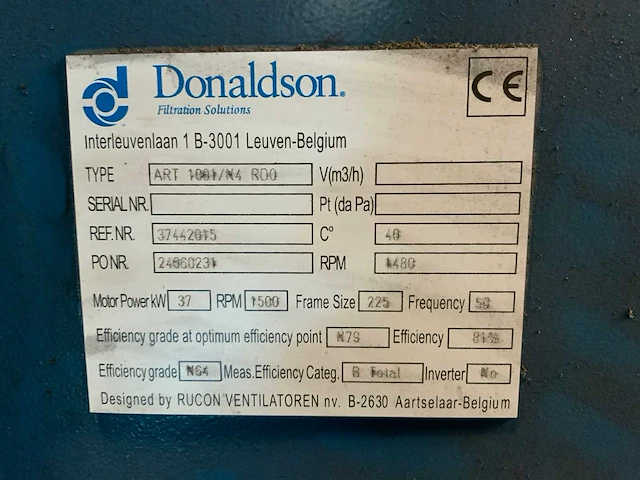 Donaldson.
Filtration Solutions
CE
Interleuvenlaan 1 B-3001 Leuven-Belgium
TYPE ART 1001/N4 RD0 V(m3/h)
SERIAL NR. Pt (da Pa)
REF. NR. 37442015 C° 40
PO NR. 24060231 RPM 1480
Motor Power kW 37 RPM 1500 Frame Size 225 Frequency 50
Efficiency grade at optimum efficiency point Efficiency 81%
Efficiency grade N64 Meas. Efficiency Categ. B Total Inverter No
Designed by RUCON VENTILATOREN nv. B-2630 Aartselaar-Belgium